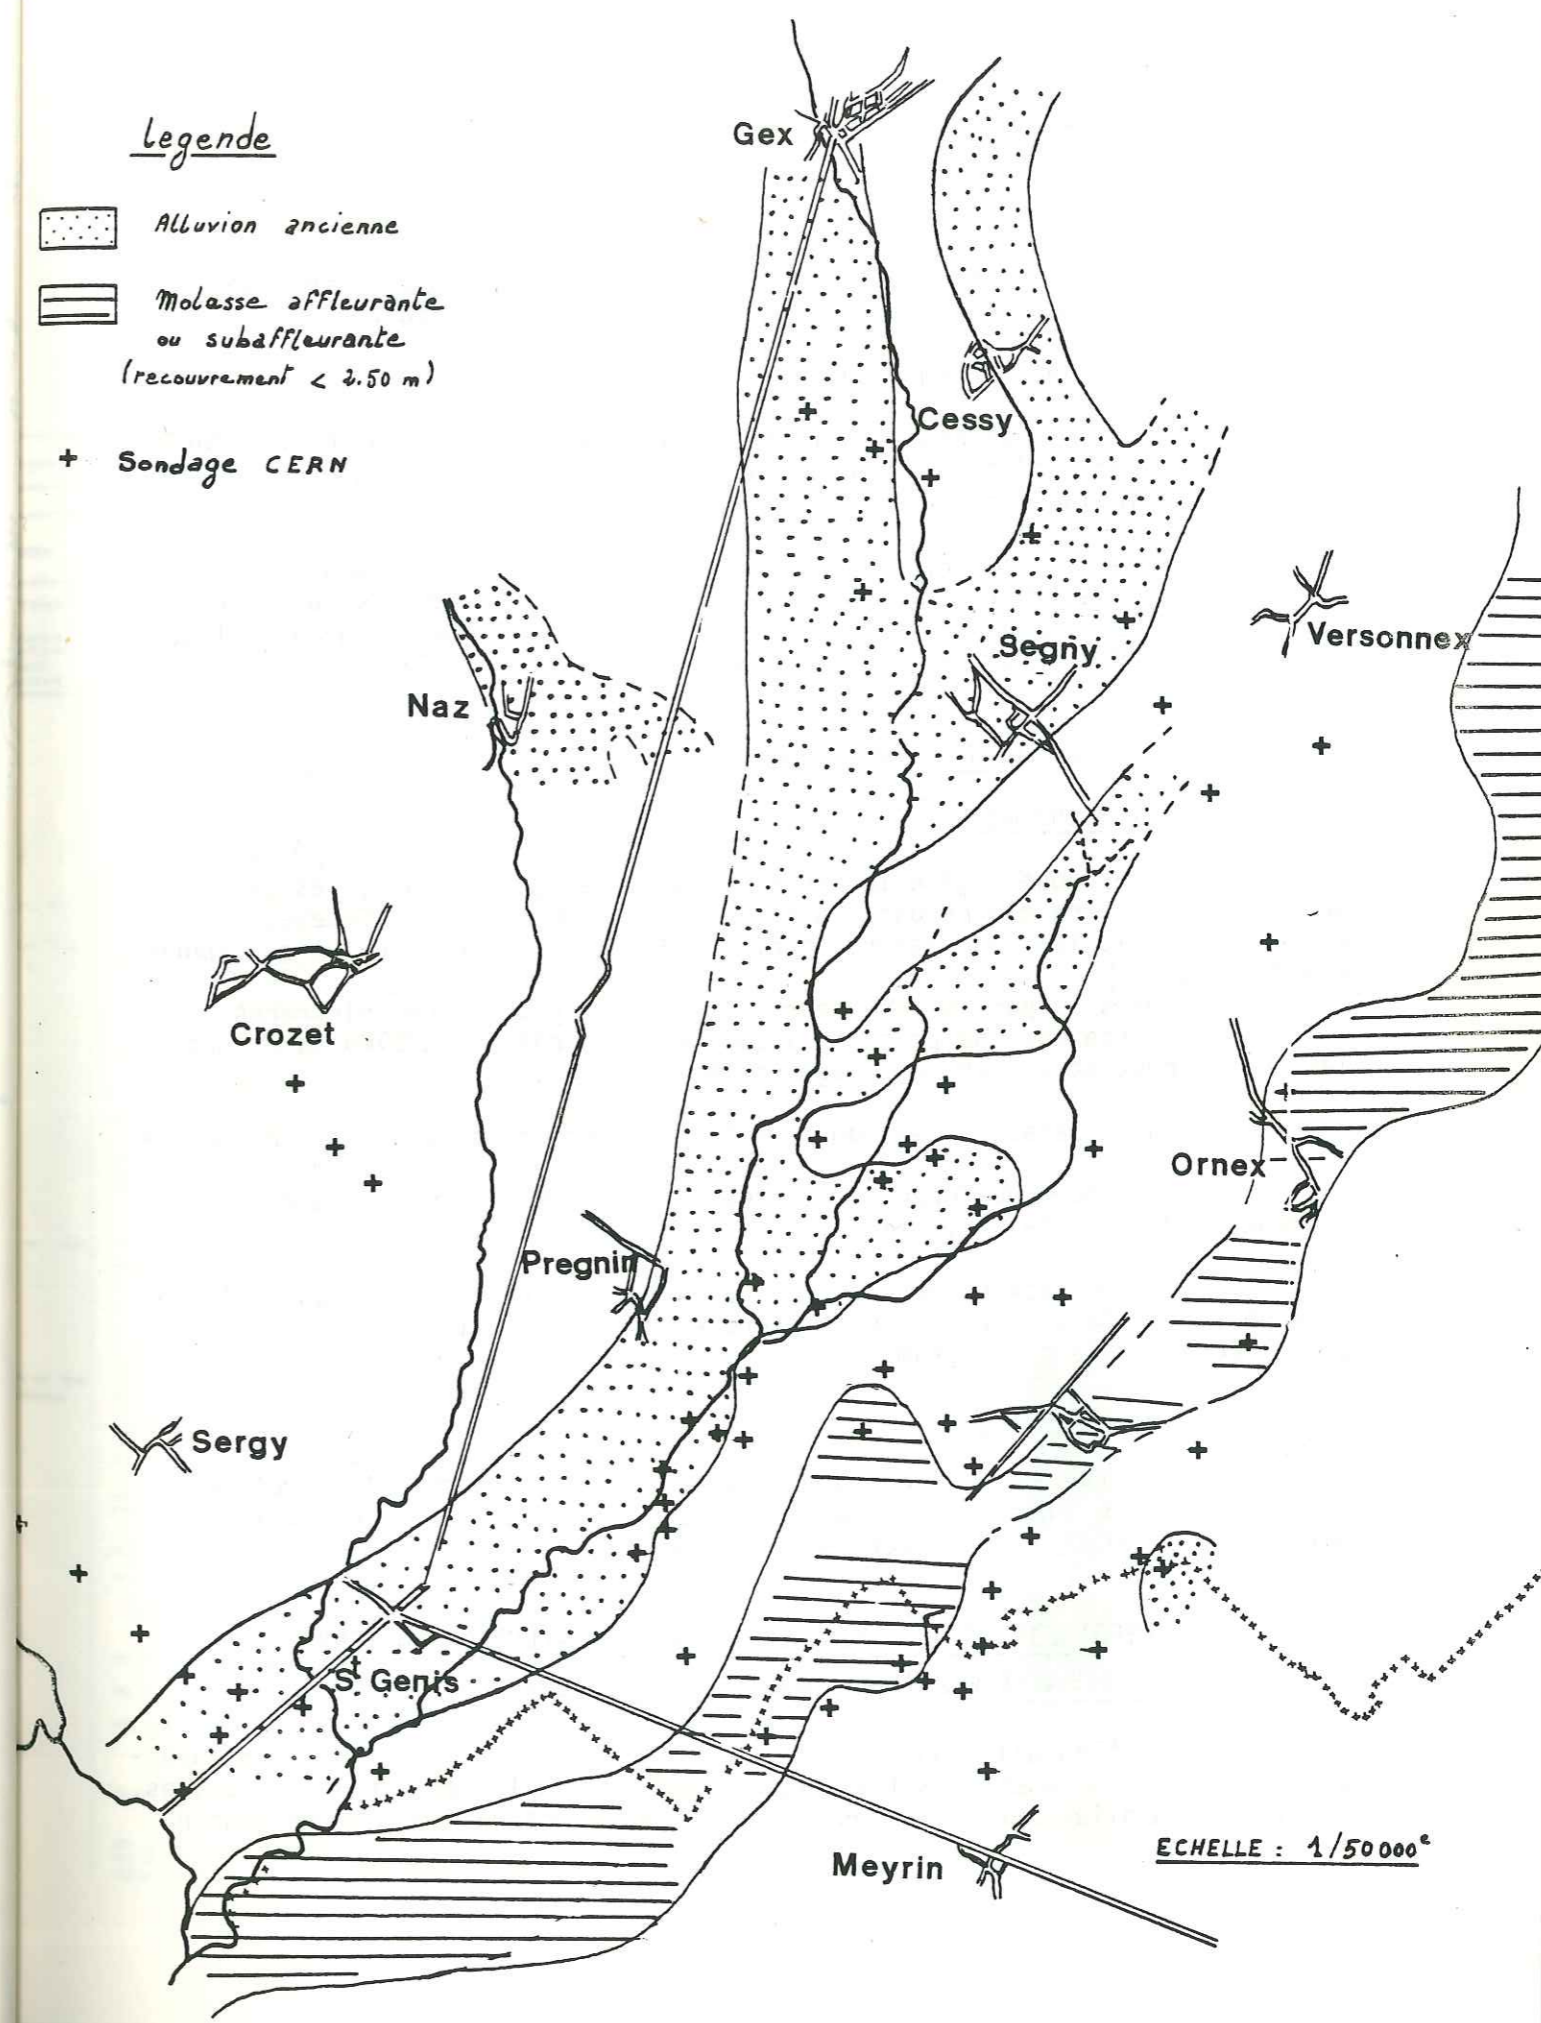 Legende
Alluvion ancienne
Molasse affleurante
ou subaffleurante
(recouvrement < 2.50 m)
+ Sondage CERN
Gex
Cessy
Versonnex
Segny
Naz
Crozet
Ornex
Pregnin
Sergy
St Genis
Meyrin
ECHELLE : 1/50000e